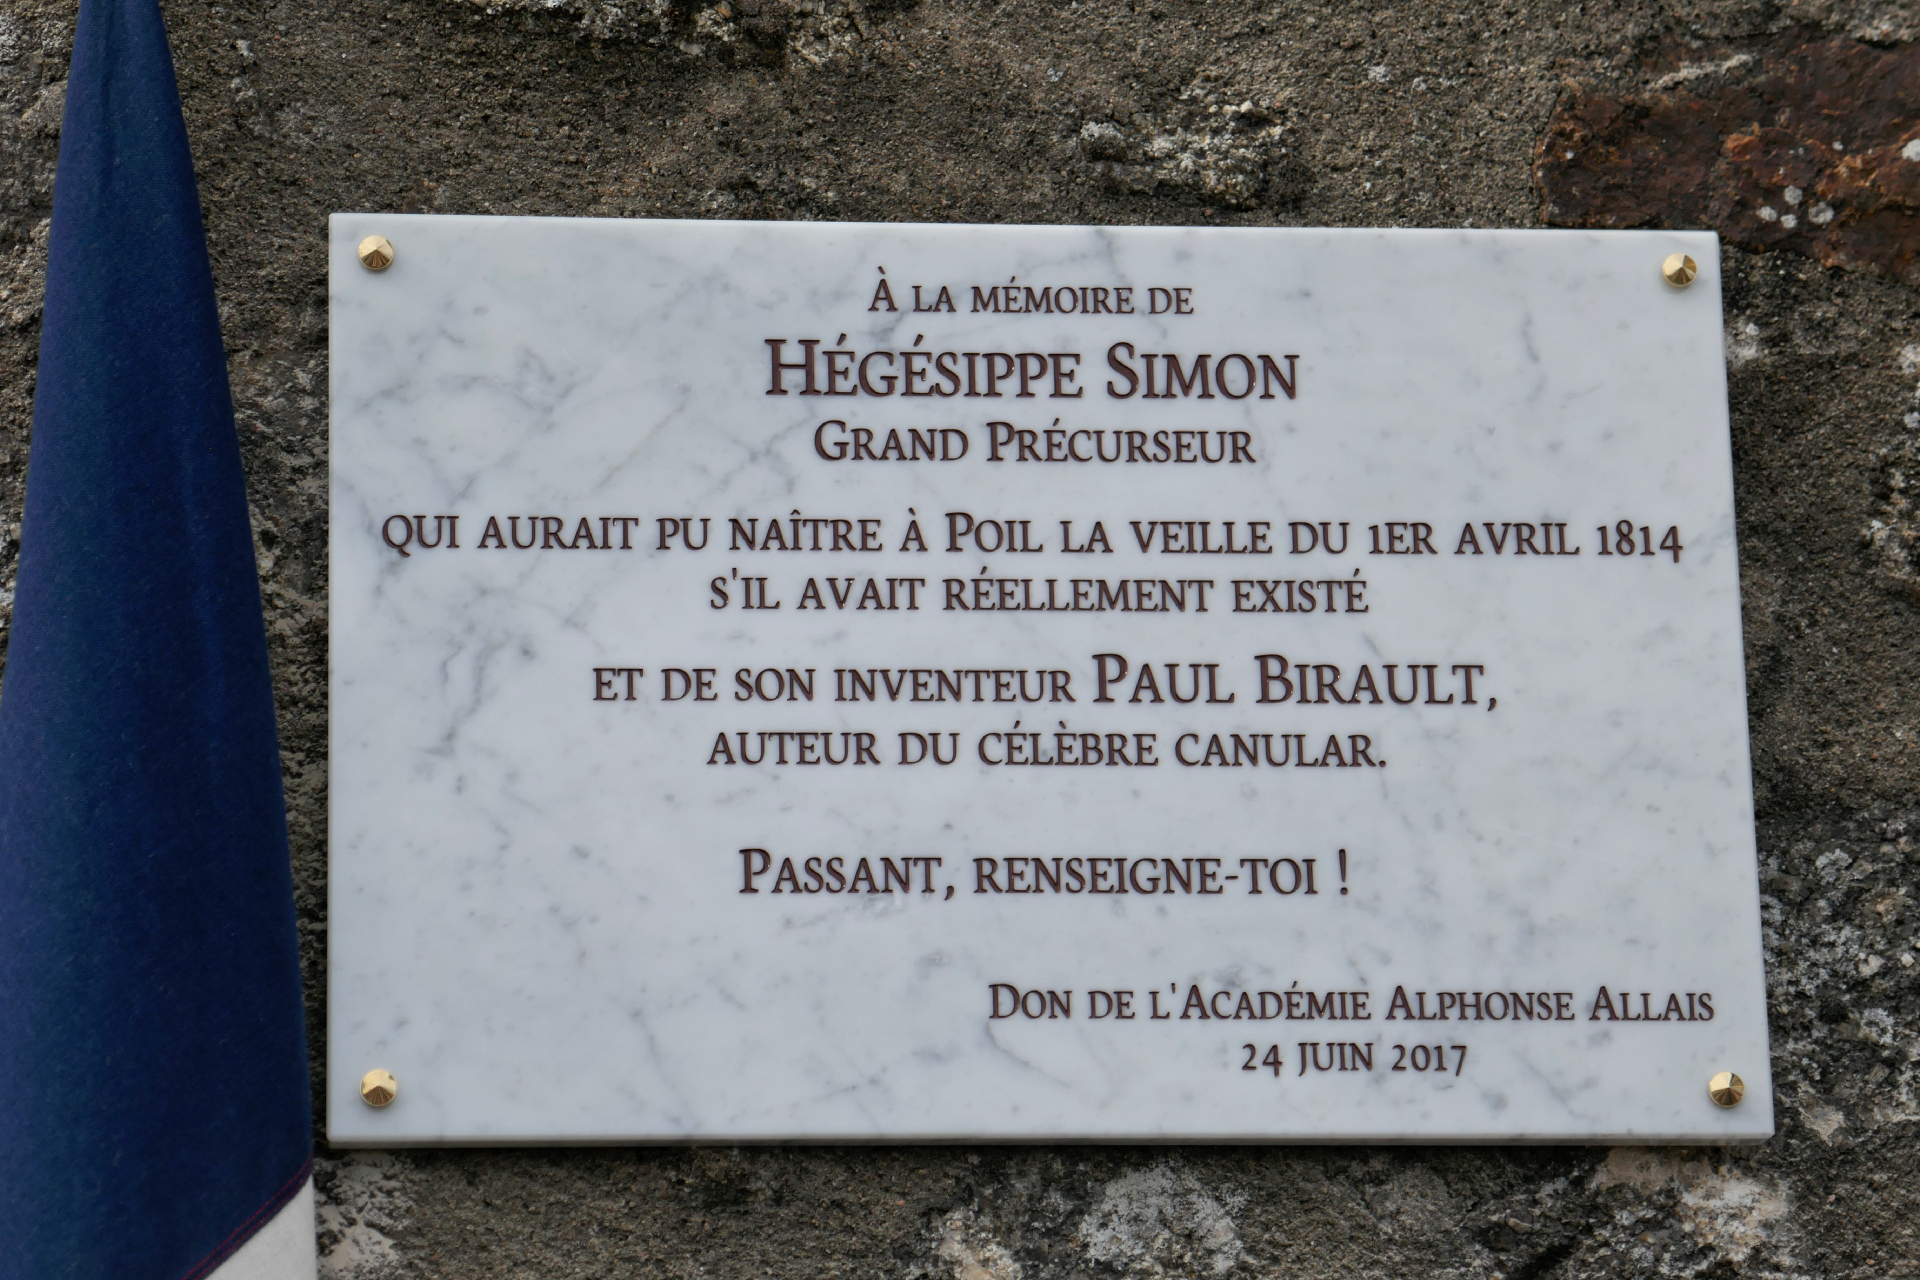 À LA MÉMOIRE DE
HÉGÉSIPPE SIMON
GRAND PRÉCURSEUR
QUI AURAIT PU NAÎTRE À POIL LA VEILLE DU 1ER AVRIL 1814
S'IL AVAIT RÉELLEMENT EXISTÉ
ET DE SON INVENTEUR PAUL BIRAULT,
AUTEUR DU CÉLÈBRE CANULAR.
PASSANT, RENSEIGNE-TOI !
DON DE L'ACADÉMIE ALPHONSE ALLAIS
24 JUIN 2017